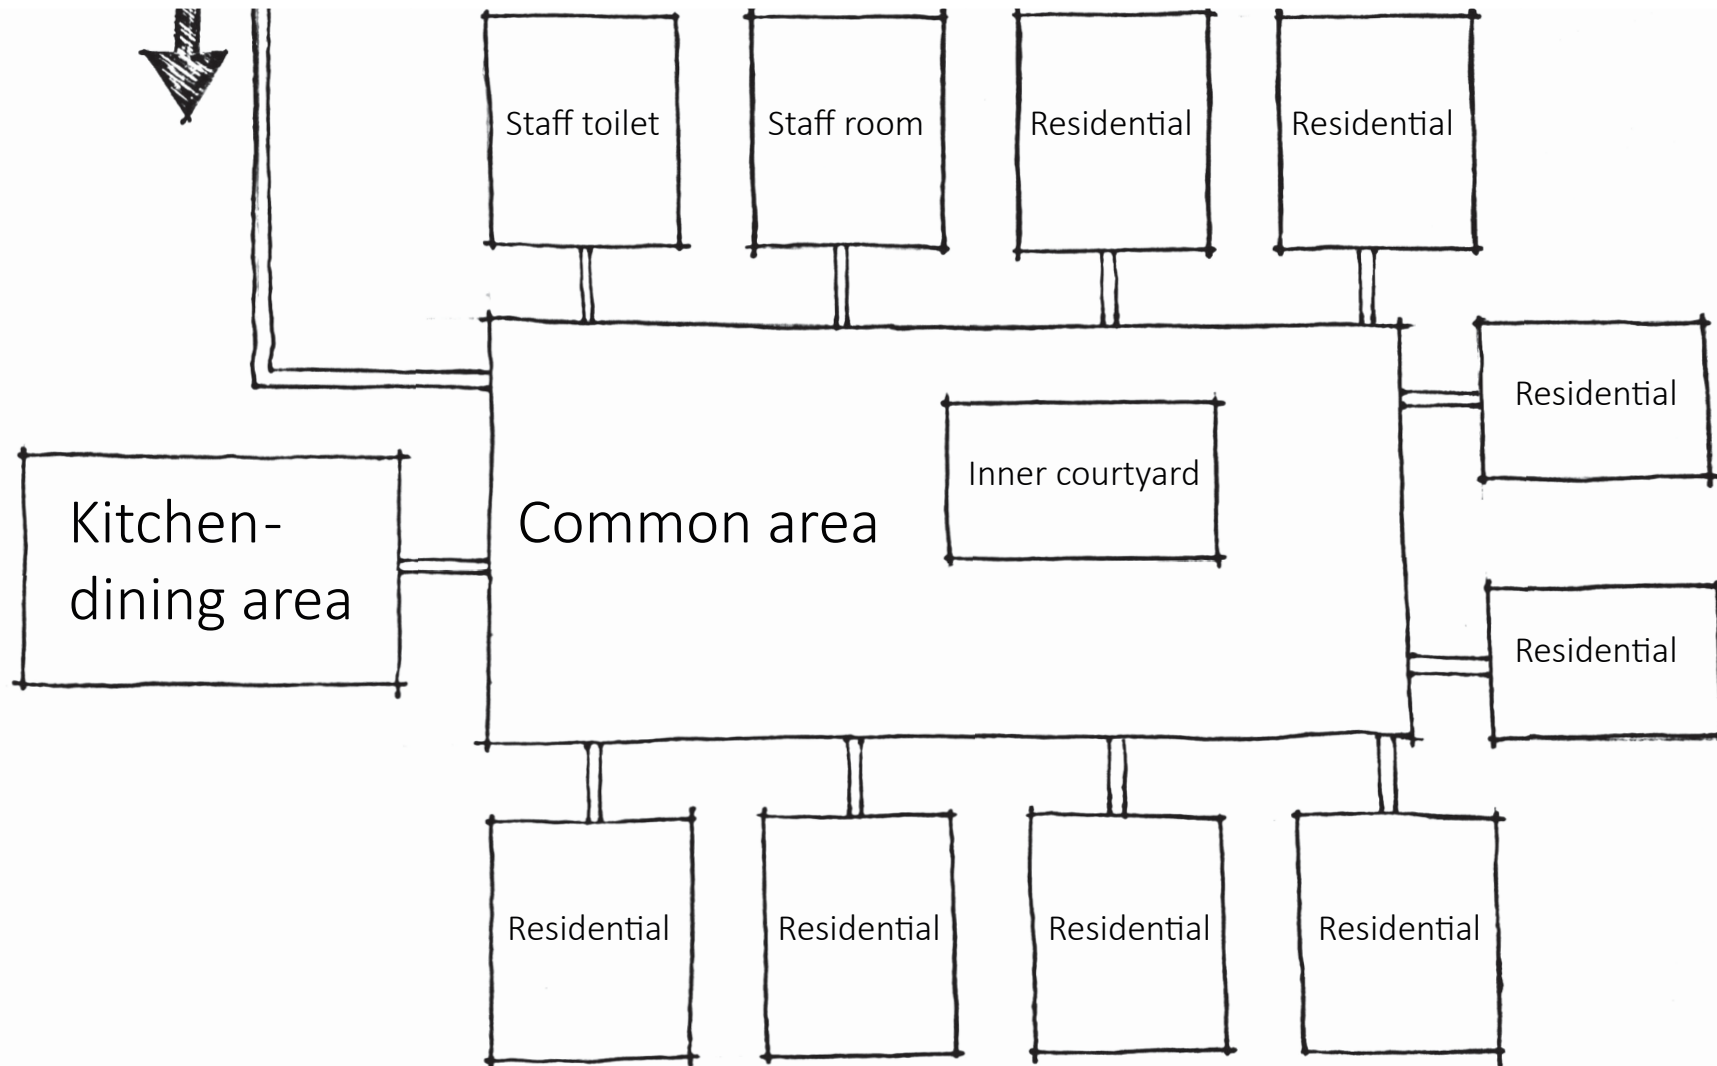 Staff toilet
Staff room
Residential
Residential
Residential
Inner courtyard
Kitchen-
dining area
Common area
Residential
Residential
Residential
Residential
Residential